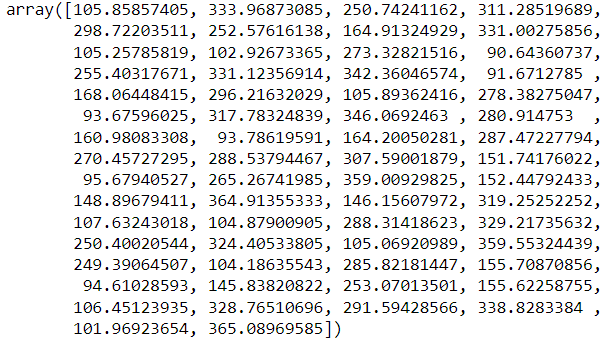 array([105.85857405, 333.96873085, 250.74241162, 311.28519689,
298.72203511, 252.57616138, 164.91324929, 331.00275856,
105.25785819, 102.92673365, 273.32821516, 90.64360737,
255.40317671, 331.12356914, 342.36046574, 91.6712785 ,
168.06448415, 296.21632029, 105.89362416, 278.38275047,
93.67596025, 317.78324839, 346.0692463 , 280.914753 ,
160.98083308, 93.78619591, 164.20050281, 287.47227794,
270.45727295, 288.53794467, 307.59001879, 151.74176022,
95.67940527, 265.26741985, 359.00929825, 152.44792433,
148.89679411, 364.91355333, 146.15607972, 319.25252252,
107.63243018, 104.87900905, 288.31418623, 329.21735632,
250.40020544, 324.40533805, 105.06920989, 359.55324439,
249.39064507, 104.18635543, 285.82181447, 155.70870856,
94.61028593, 145.83820822, 253.07013501, 155.62258755,
106.45123935, 328.76510696, 291.59428566, 338.8283384 ,
101.96923654, 365.08969585])